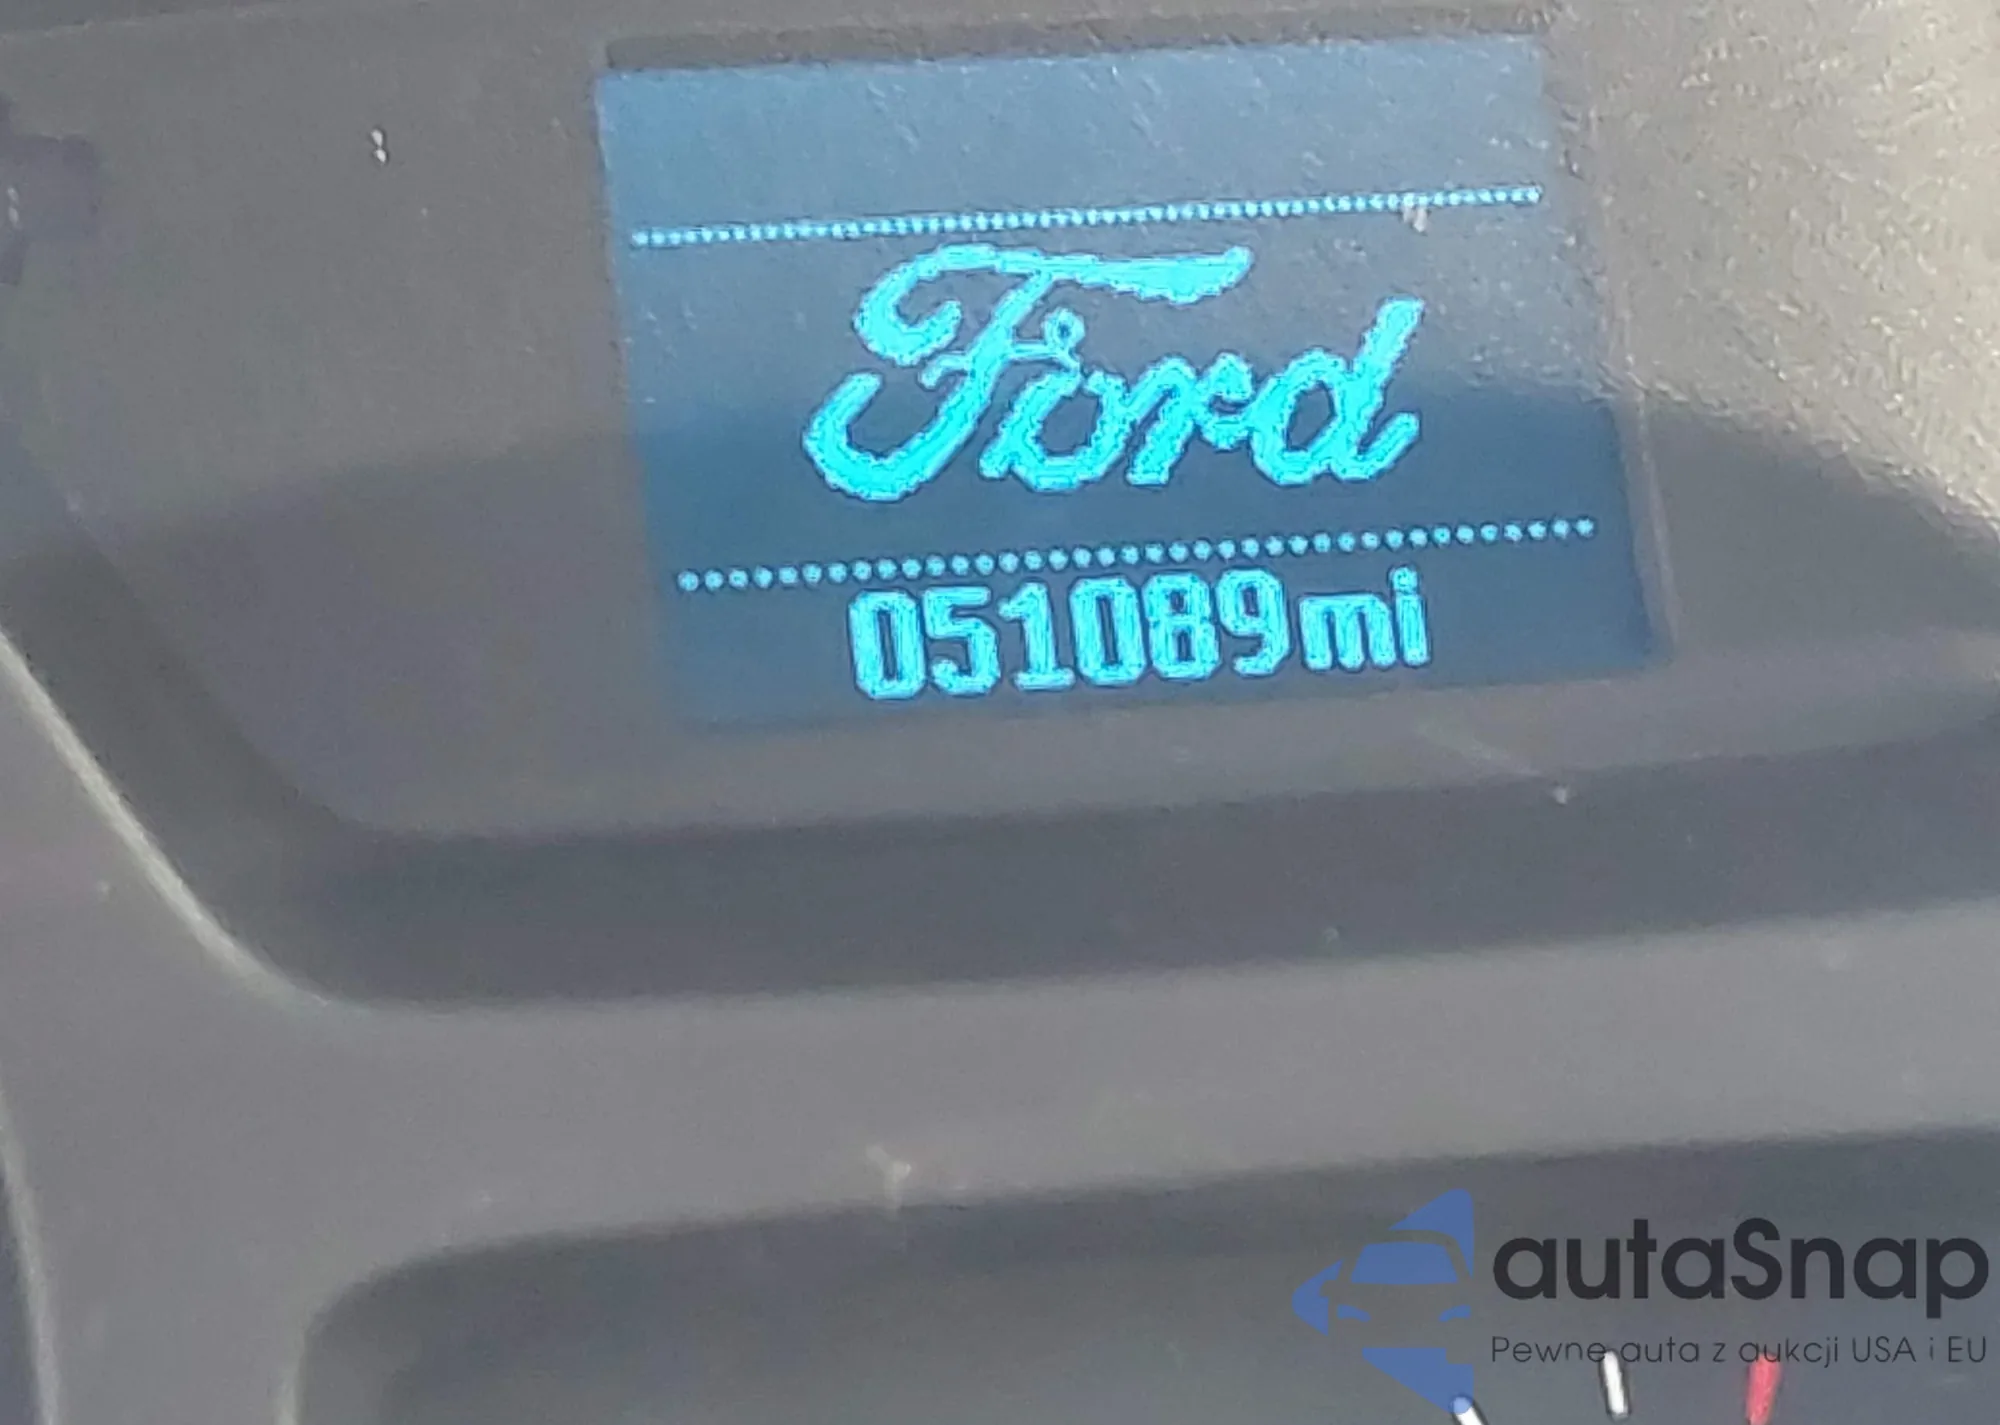 Ford
051089mi
autaSnap
Pewne auta z aukcji USA i EU